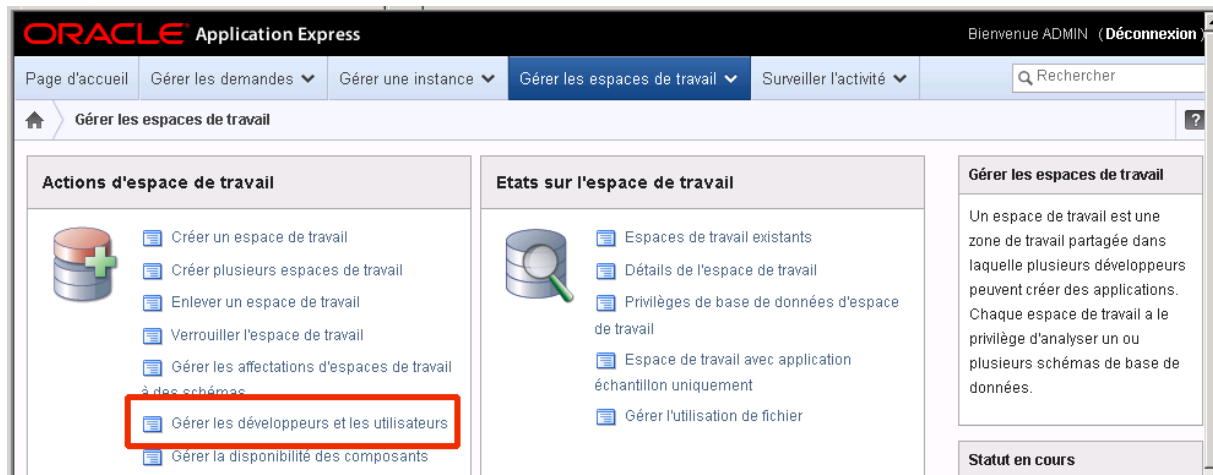 ORACLE Application Express
Bienvenue ADMIN (Déconnexion)
Page d'accueil Gérer les demandes Gérer une instance Gérer les espaces de travail Surveiller l'activité Rechercher
Gérer les espaces de travail ?
Actions d'espace de travail
Créer un espace de travail
Créer plusieurs espaces de travail
Enlever un espace de travail
Verrouiller l'espace de travail
Gérer les affectations d'espaces de travail
à des schémas
Gérer les développeurs et les utilisateurs
Gérer la disponibilité des composants
Etats sur l'espace de travail
Espaces de travail existants
Détails de l'espace de travail
Privilèges de base de données d'espace
de travail
Espace de travail avec application
échantillon uniquement
Gérer l'utilisation de fichier
Gérer les espaces de travail
Un espace de travail est une
zone de travail partagée dans
laquelle plusieurs développeurs
peuvent créer des applications.
Chaque espace de travail a le
privilège d'analyser un ou
plusieurs schémas de base de
données.
Statut en cours